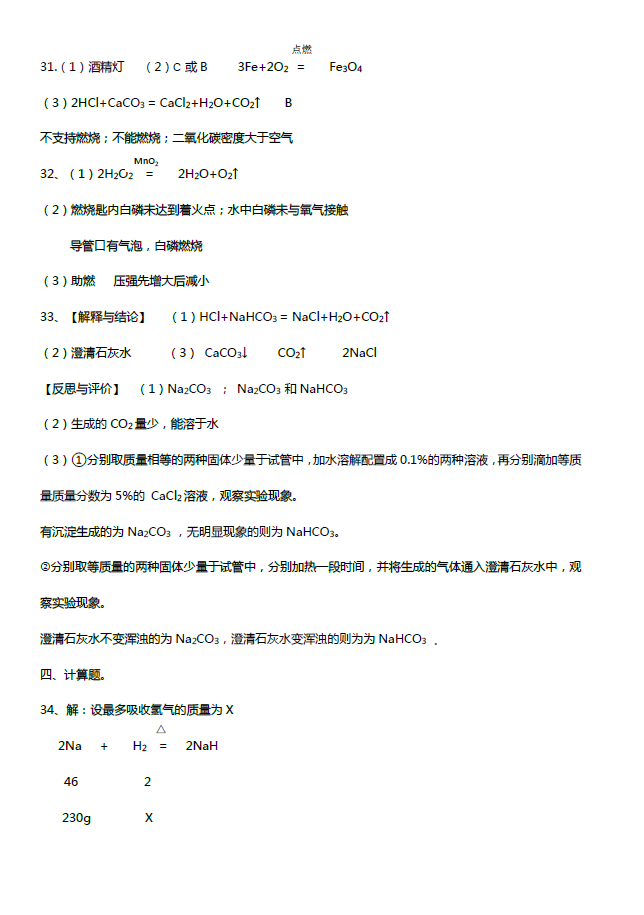 点燃
31.（1）酒精灯 （2）C 或 B 3Fe+2O₂ = Fe₃O₄
（3）2HCl+CaCO₃ = CaCl₂+H₂O+CO₂↑ B
不支持燃烧；不能燃烧；二氧化碳密度大于空气
MnO₂
32、（1）2H₂O₂ = 2H₂O+O₂↑
（2）燃烧匙内白磷未达到着火点；水中白磷未与氧气接触
导管口有气泡，白磷燃烧
（3）助燃 压强先增大后减小
33、【解释与结论】 （1）HCl+NaHCO₃ = NaCl+H₂O+CO₂↑
（2）澄清石灰水 （3） CaCO₃↓ CO₂↑ 2NaCl
【反思与评价】 （1）Na₂CO₃ ； Na₂CO₃ 和 NaHCO₃
（2）生成的 CO₂ 量少，能溶于水
（3）①分别取质量相等的两种固体少量于试管中，加水溶解配置成 0.1%的两种溶液，再分别滴加等质
量质量分数为 5%的 CaCl₂ 溶液，观察实验现象。
有沉淀生成的为 Na₂CO₃ ，无明显现象的则为 NaHCO₃。
②分别取等质量的两种固体少量于试管中，分别加热一段时间，并将生成的气体通入澄清石灰水中，观
察实验现象。
澄清石灰水不变浑浊的为 Na₂CO₃，澄清石灰水变浑浊的则为为 NaHCO₃ 。
四、计算题。
34、解：设最多吸收氢气的质量为 X
△
2Na + H₂ = 2NaH
46 2
230g X